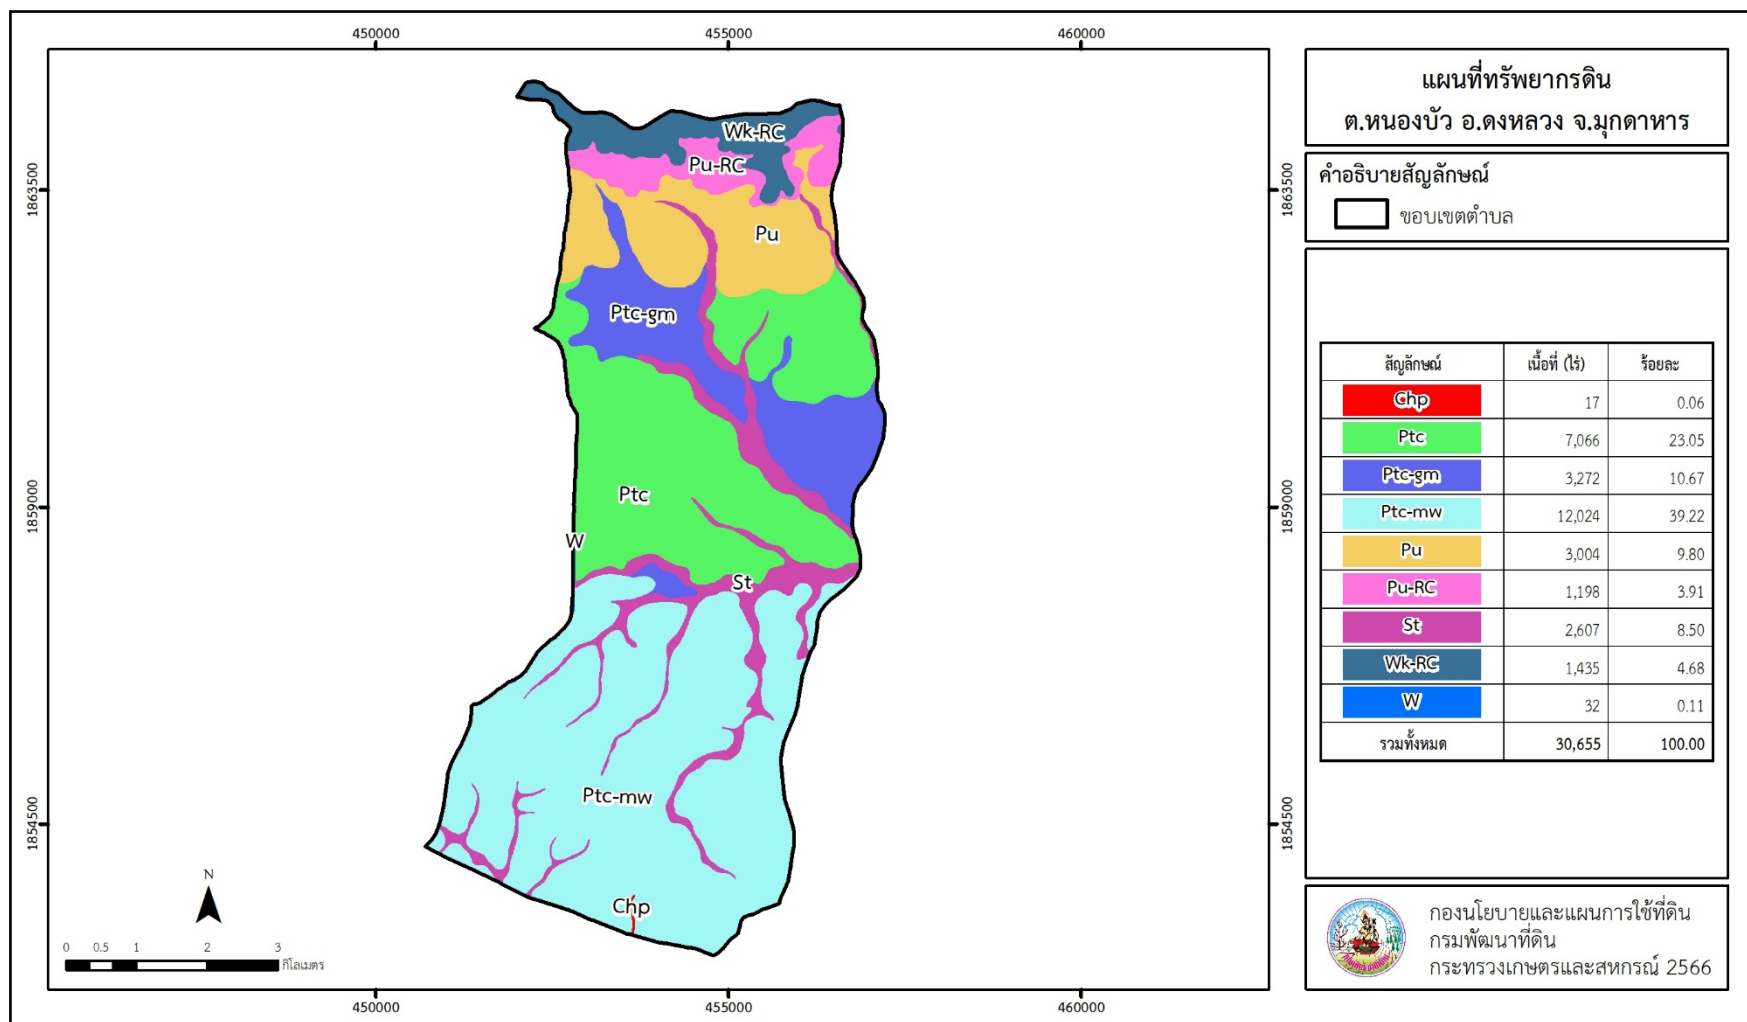 450000
455000
460000
แผนที่ทรัพยากรดิน
ต.หนองบัว อ.ดงหลวง จ.มุกดาหาร
คำอธิบายสัญลักษณ์
ขอบเขตตำบล
1863500
1863500
1859000
1859000
1854500
1854500
Wk-RC
Pu-RC
Pu
Ptc-gm
Ptc
W
St
Ptc-mw
Chp
สัญลักษณ์ เนื้อที่ (ไร่) ร้อยละ
Chp 17 0.06
Ptc 7,066 23.05
Ptc-gm 3,272 10.67
Ptc-mw 12,024 39.22
Pu 3,004 9.80
Pu-RC 1,198 3.91
St 2,607 8.50
Wk-RC 1,435 4.68
W 32 0.11
รวมทั้งหมด 30,655 100.00
N
0 0.5 1 2 3
กิโลเมตร
กองนโยบายและแผนการใช้ที่ดิน
กรมพัฒนาที่ดิน
กระทรวงเกษตรและสหกรณ์ 2566
450000
455000
460000